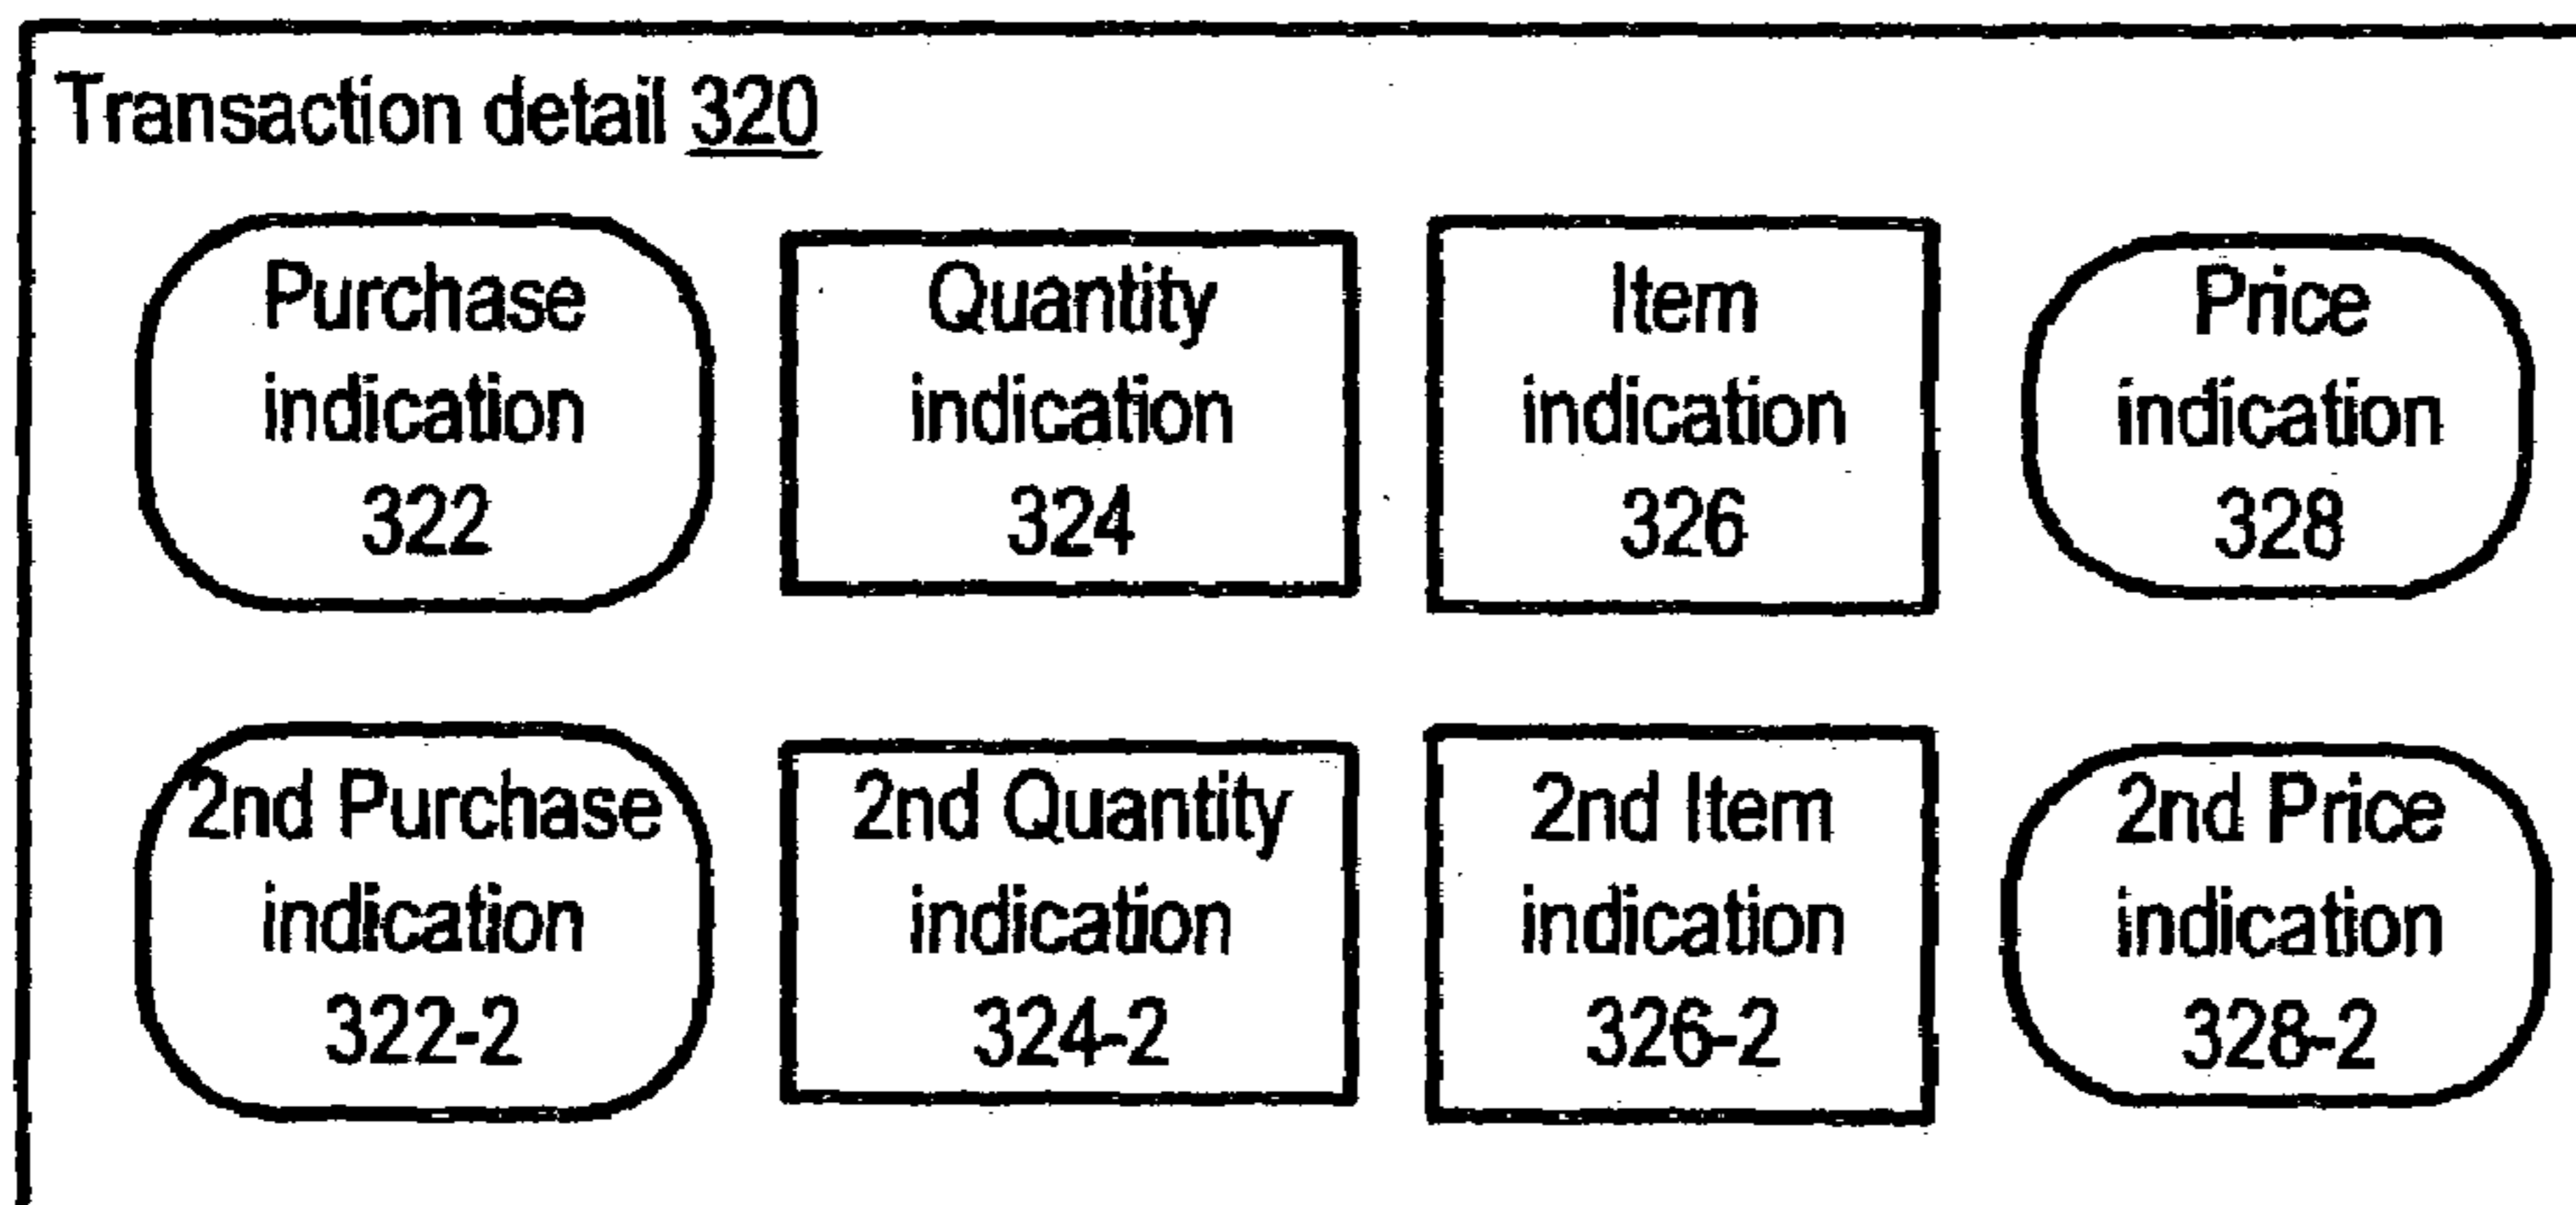 Transaction detail 320
Purchase
indication
322
Quantity
indication
324
Item
indication
326
Price
indication
328
2nd Purchase
indication
322-2
2nd Quantity
indication
324-2
2nd Item
indication
326-2
2nd Price
indication
328-2